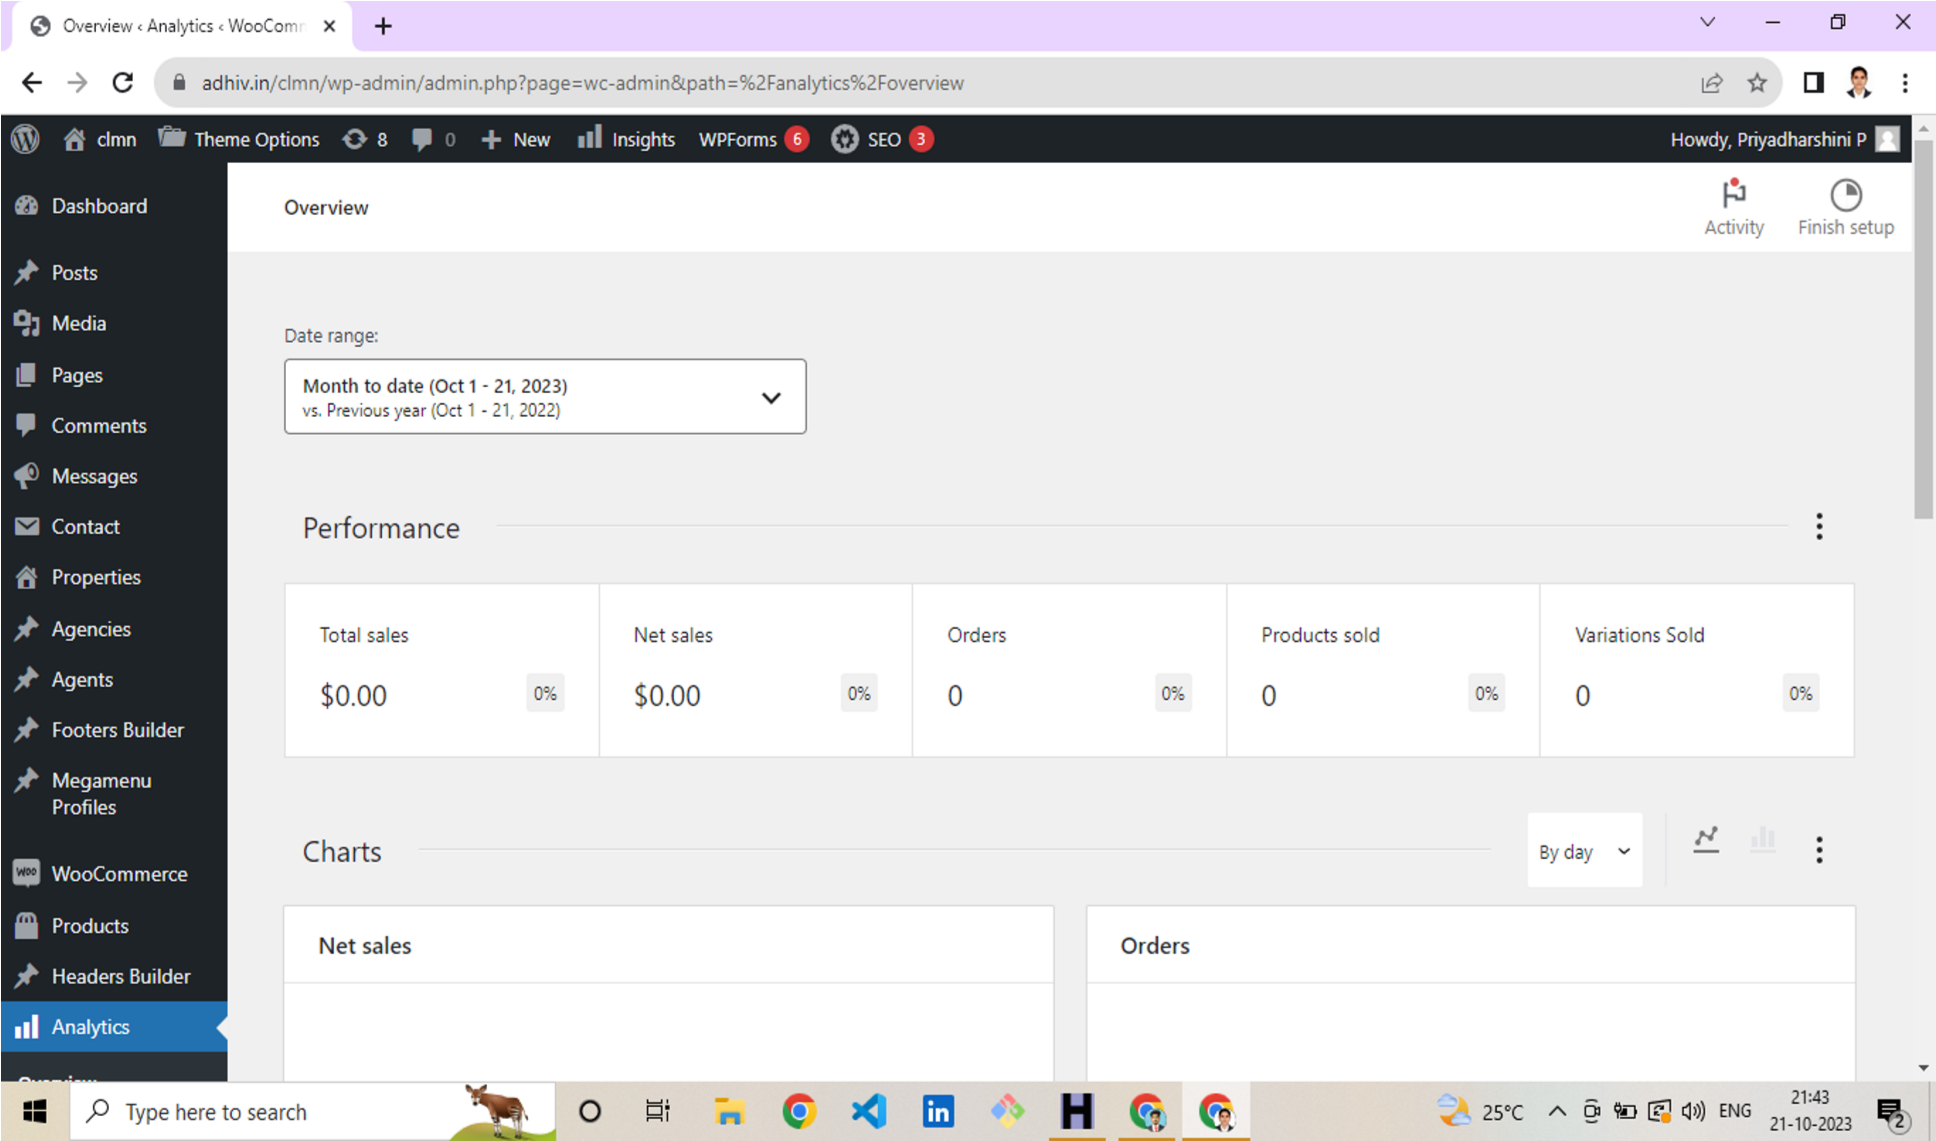 Overview ‹ Analytics ‹ WooComm
adhiv.in/clmn/wp-admin/admin.php?page=wc-admin&path=%2Fanalytics%2Foverview
clmn Theme Options 8 0 New Insights WPForms 6 SEO 3 Howdy, Priyadharshini P
Dashboard
Posts
Media
Pages
Comments
Messages
Contact
Properties
Agencies
Agents
Footers Builder
Megamenu
Profiles
WooCommerce
Products
Headers Builder
Analytics
Overview
Overview
Activity
Finish setup
Date range:
Month to date (Oct 1 - 21, 2023)
vs. Previous year (Oct 1 - 21, 2022)
Performance
Total sales
$0.00 0%
Net sales
$0.00 0%
Orders
0 0%
Products sold
0 0%
Variations Sold
0 0%
Charts
By day
Net sales
Orders
Type here to search
25°C
ENG
21:43
21-10-2023
2